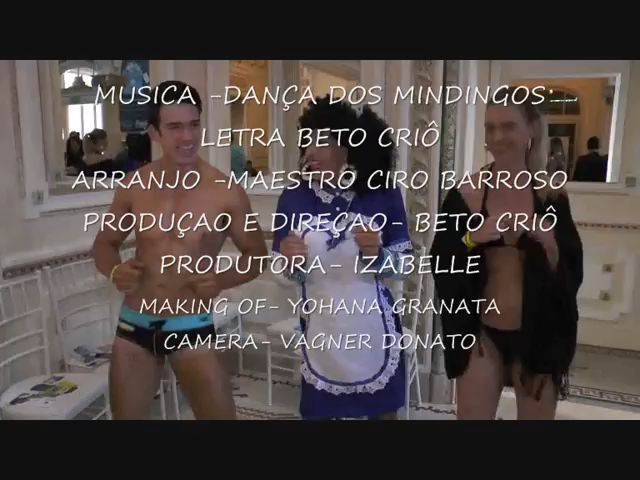 MUSICA -DANÇA DOS MINDINGOS
LETRA BETO CRIÔ
ARRANJO -MAESTRO CIRO BARROSO
PRODUÇAO E DIREÇAO- BETO CRIÔ
PRODUTORA- IZABELLE
MAKING OF- YOHANA GRANATA
CAMERA- VAGNER DONATO